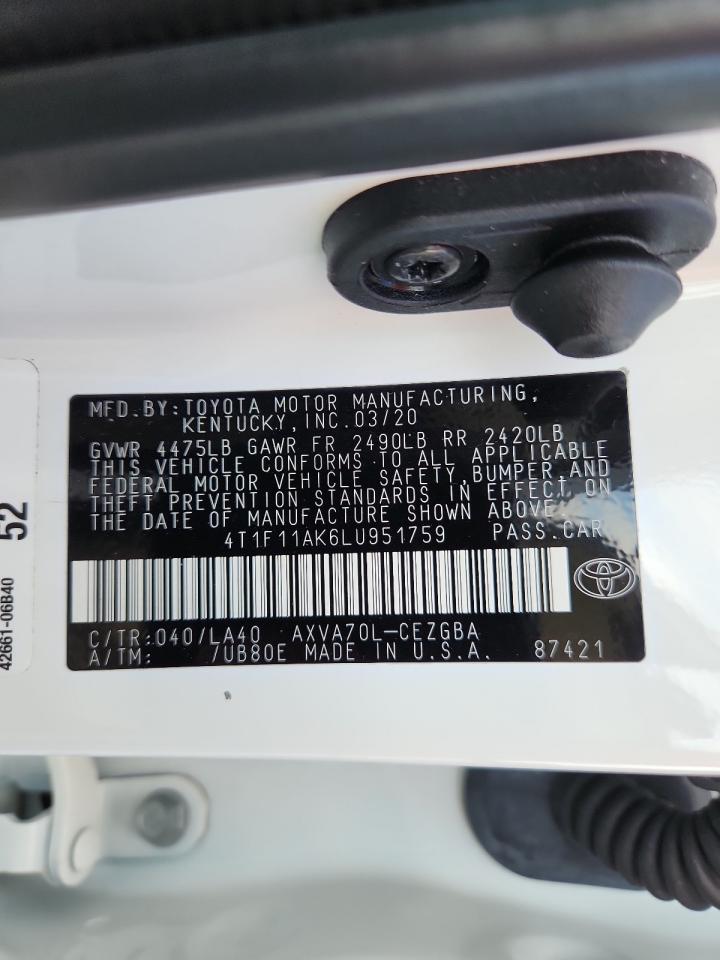 MFD.BY:TOYOTA MOTOR MANUFACTURING,
KENTUCKY,INC.03/20
GVWR 4475LB GAWR FR 2490LB RR 2420LB
THIS VEHICLE CONFORMS TO ALL APPLICABLE
FEDERAL MOTOR VEHICLE SAFETY,BUMPER,AND
THEFT PREVENTION STANDARDS IN EFFECT ON
THE DATE OF MANUFACTURE SHOWN ABOVE.
4T1F11AK6LU951759 PASS.CAR
C/TR:040/LA40 AXVA70L-CEZGBA
A/TM: 7UB80E MADE IN U.S.A. 87421
52
42661-06B40